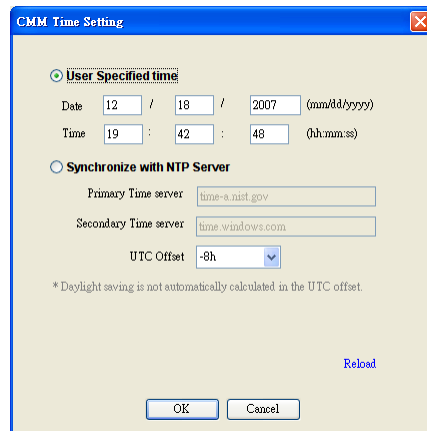 CMM Time Setting
User Specified time
Date 12 / 18 / 2007 (mm/dd/yyyy)
Time 19 : 42 : 48 (hh:mm:ss)
Synchronize with NTP Server
Primary Time server time-a.nist.gov
Secondary Time server time.windows.com
UTC Offset -8h
* Daylight saving is not automatically calculated in the UTC offset.
Reload
OK Cancel